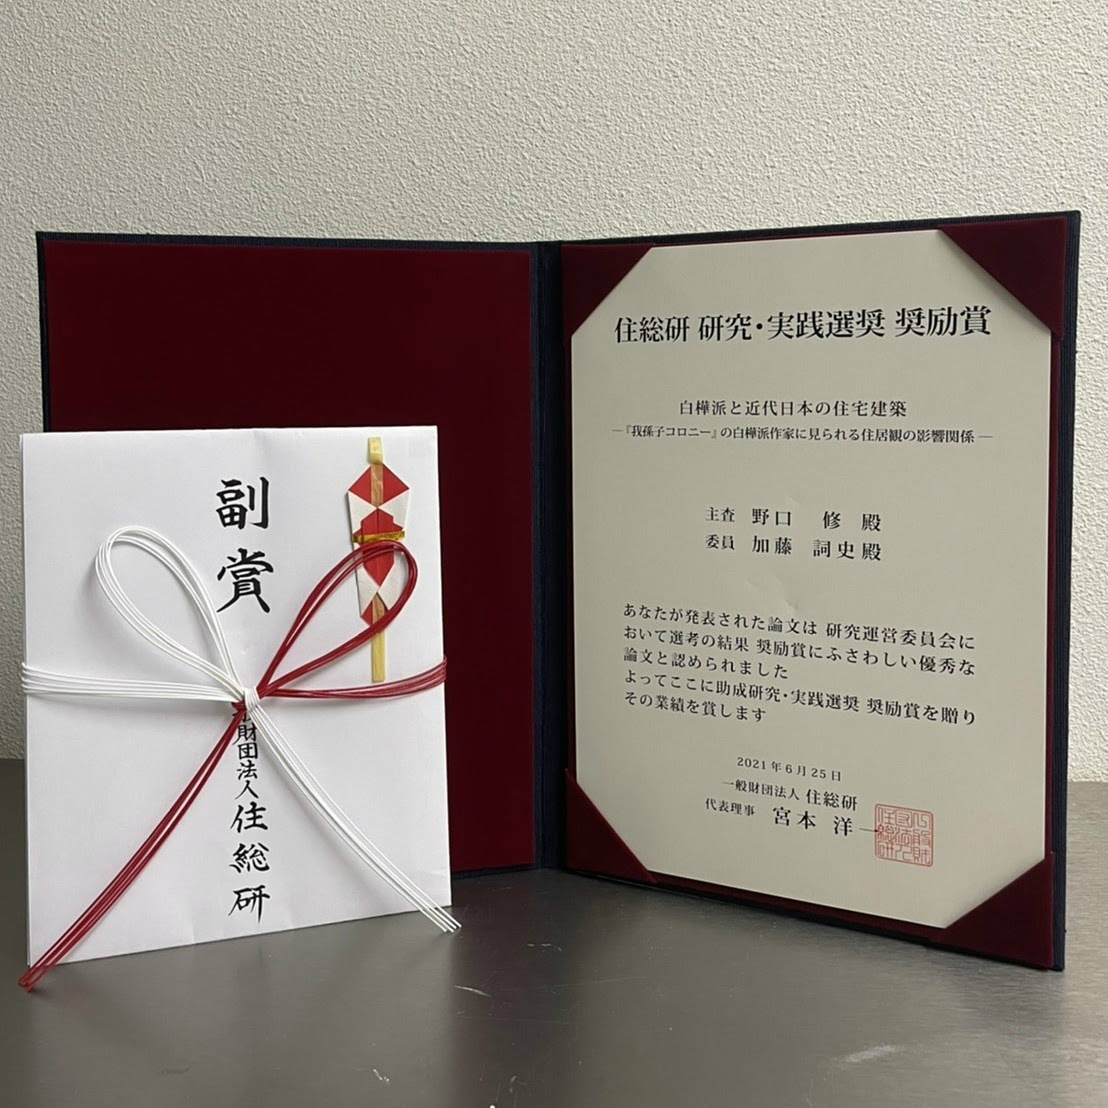 副賞
財団法人住総研
住総研 研究・実践選奨 奨励賞
白樺派と近代日本の住宅建築
―『我孫子コロニー』の白樺派作家に見られる住居観の影響関係―
主査 野口 修 殿
委員 加藤 詞史 殿
あなたが発表された論文は 研究運営委員会に
おいて選考の結果 奨励賞にふさわしい優秀な
論文と認められました
よってここに助成研究・実践選奨 奨励賞を贈り
その業績を賞します
2021年6月25日
一般財団法人 住総研
代表理事 宮本 洋一